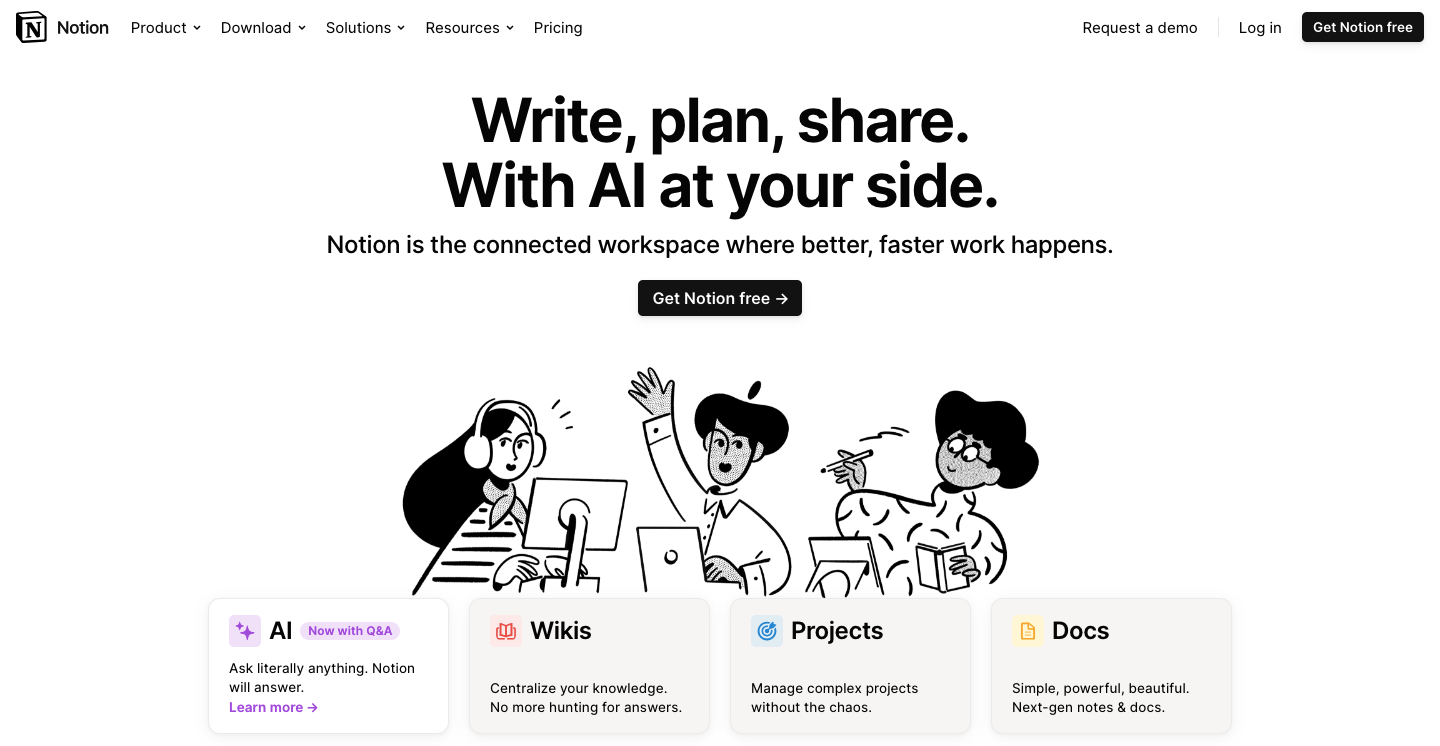 Notion
Product
Download
Solutions
Resources
Pricing
Request a demo
Log in
Get Notion free
Write, plan, share.
With AI at your side.
Notion is the connected workspace where better, faster work happens.
Get Notion free →
AI
Now with Q&A
Ask literally anything. Notion
will answer.
Learn more →
Wikis
Centralize your knowledge.
No more hunting for answers.
Projects
Manage complex projects
without the chaos.
Docs
Simple, powerful, beautiful.
Next-gen notes & docs.